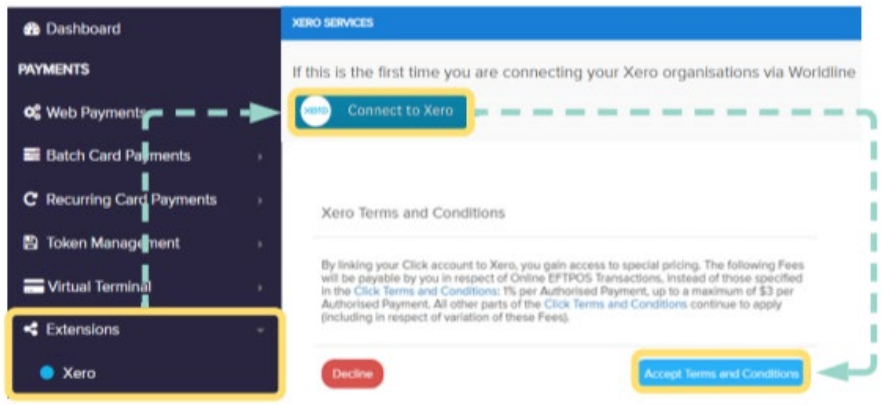 Dashboard
PAYMENTS
Web Payments
Batch Card Payments
Recurring Card Payments
Token Management
Virtual Terminal
Extensions
Xero
XERO SERVICES
If this is the first time you are connecting your Xero organisations via Worldline
xero Connect to Xero
Xero Terms and Conditions
By linking your Click account to Xero, you gain access to special pricing. The following Fees
will be payable by you in respect of Online EFTPOS Transactions, instead of those specified
in the Click Terms and Conditions: 1% per Authorised Payment, up to a maximum of $3 per
Authorised Payment. All other parts of the Click Terms and Conditions continue to apply
(including in respect of variation of these Fees).
Decline
Accept Terms and Conditions